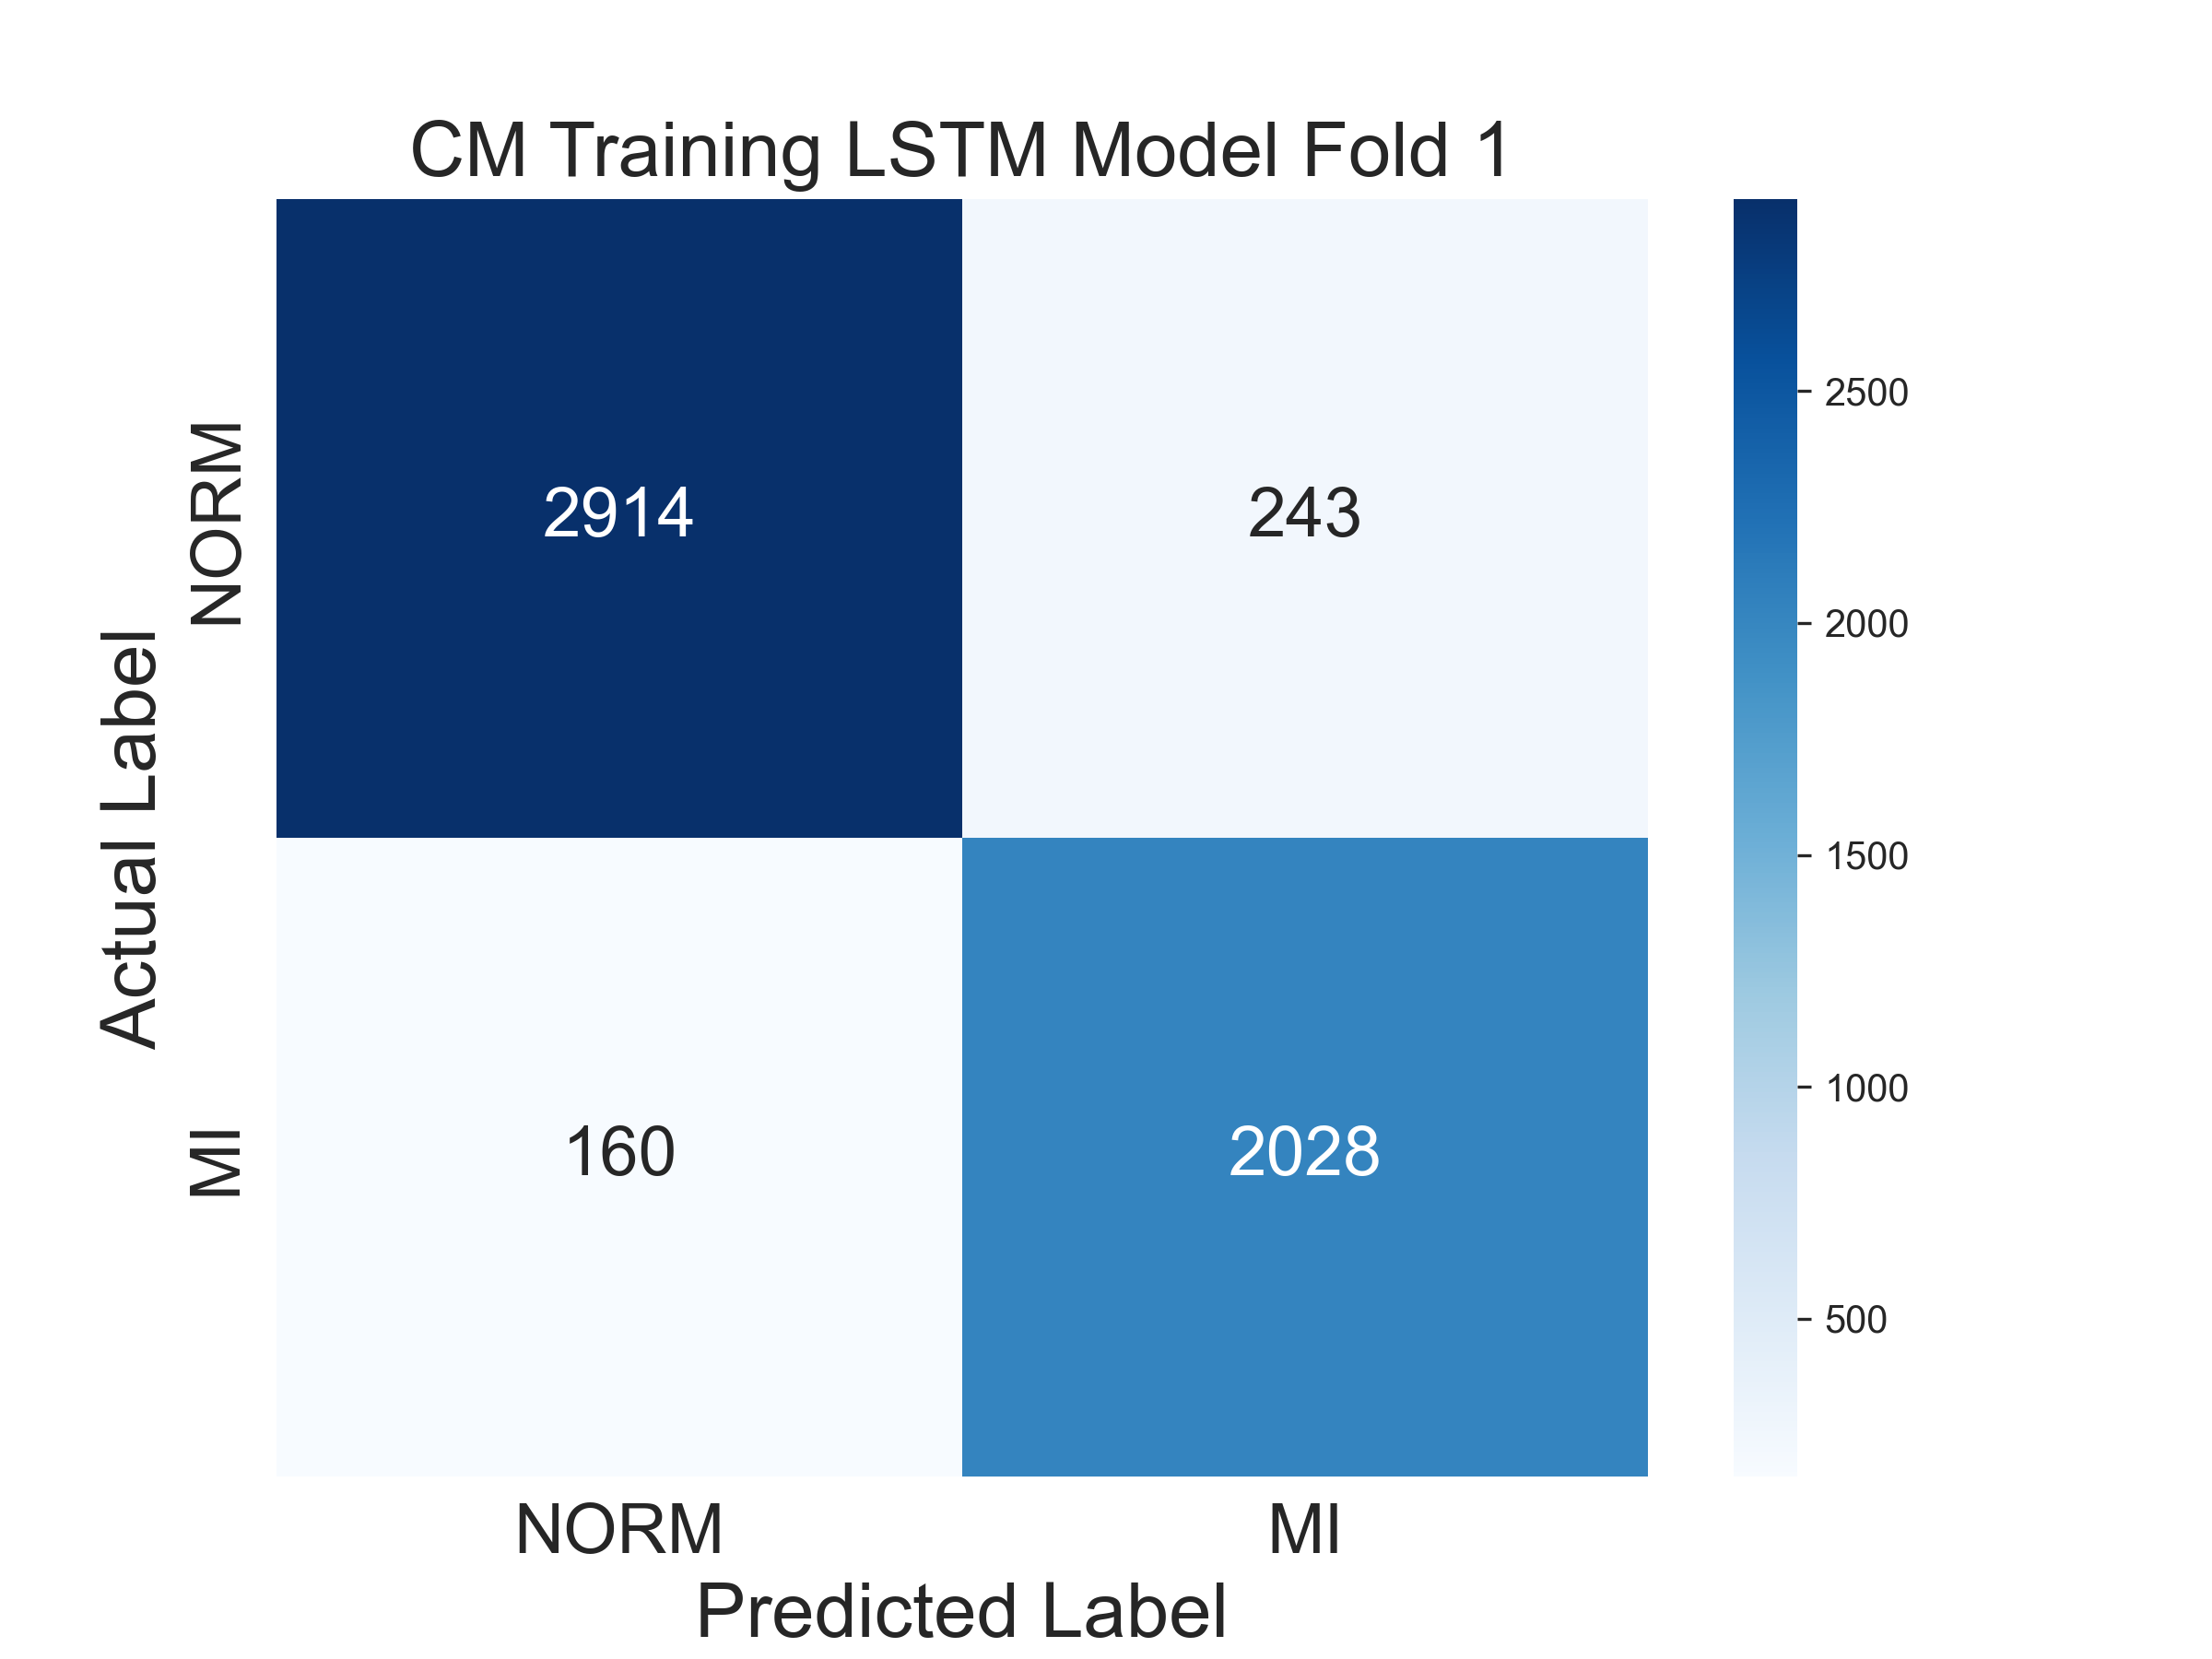 CM Training LSTM Model Fold 1
Actual Label
NORM
MI
2914
243
160
2028
NORM
MI
Predicted Label
2500
2000
1500
1000
500